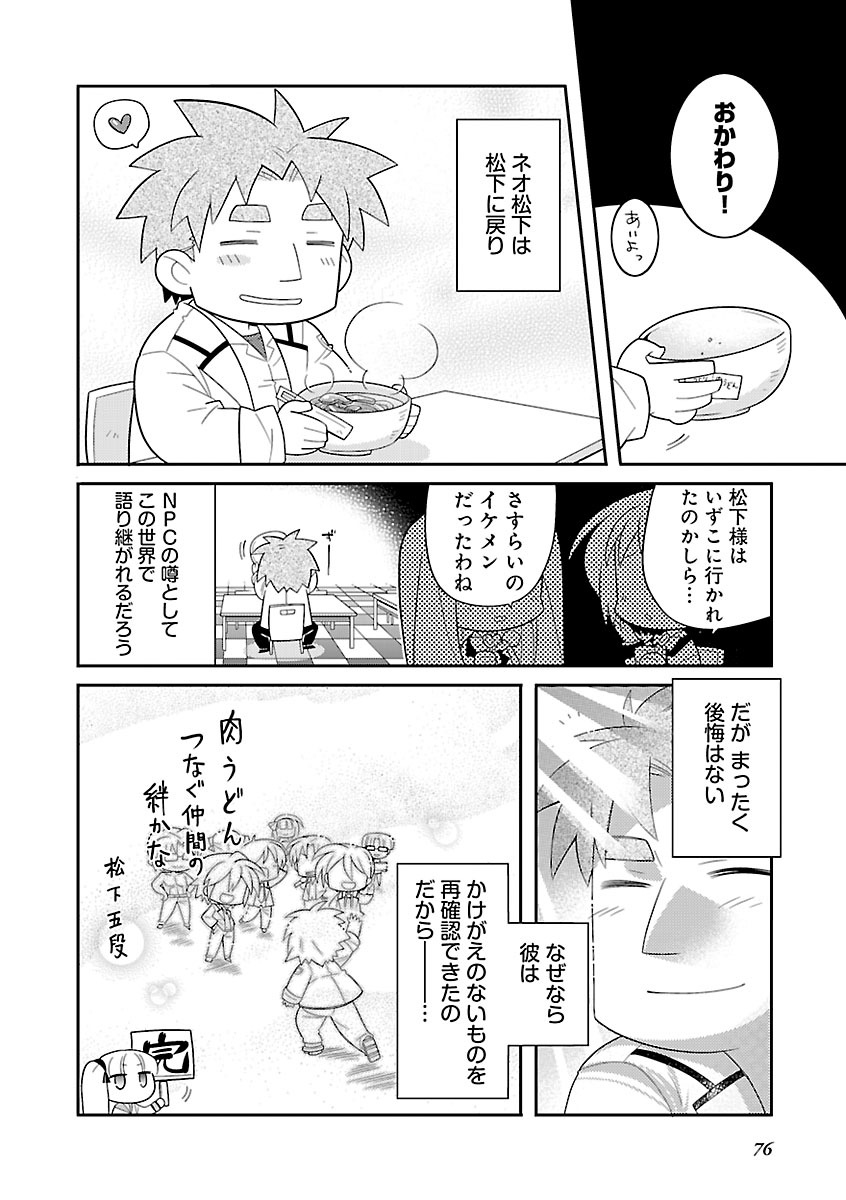 おかわり！
あいよっ
ネオ松下は
松下に戻り
松下様は
いずこに行かれ
たのかしら…
さすらいの
イケメン
だったわね
NPCの噂として
この世界で
語り継がれるだろう
だが まったく
後悔はない
なぜなら
彼は
かけがえのないものを
再確認できたの
だから――…
肉うどん
つなぐ仲間の
絆かな
松下五段
完
76